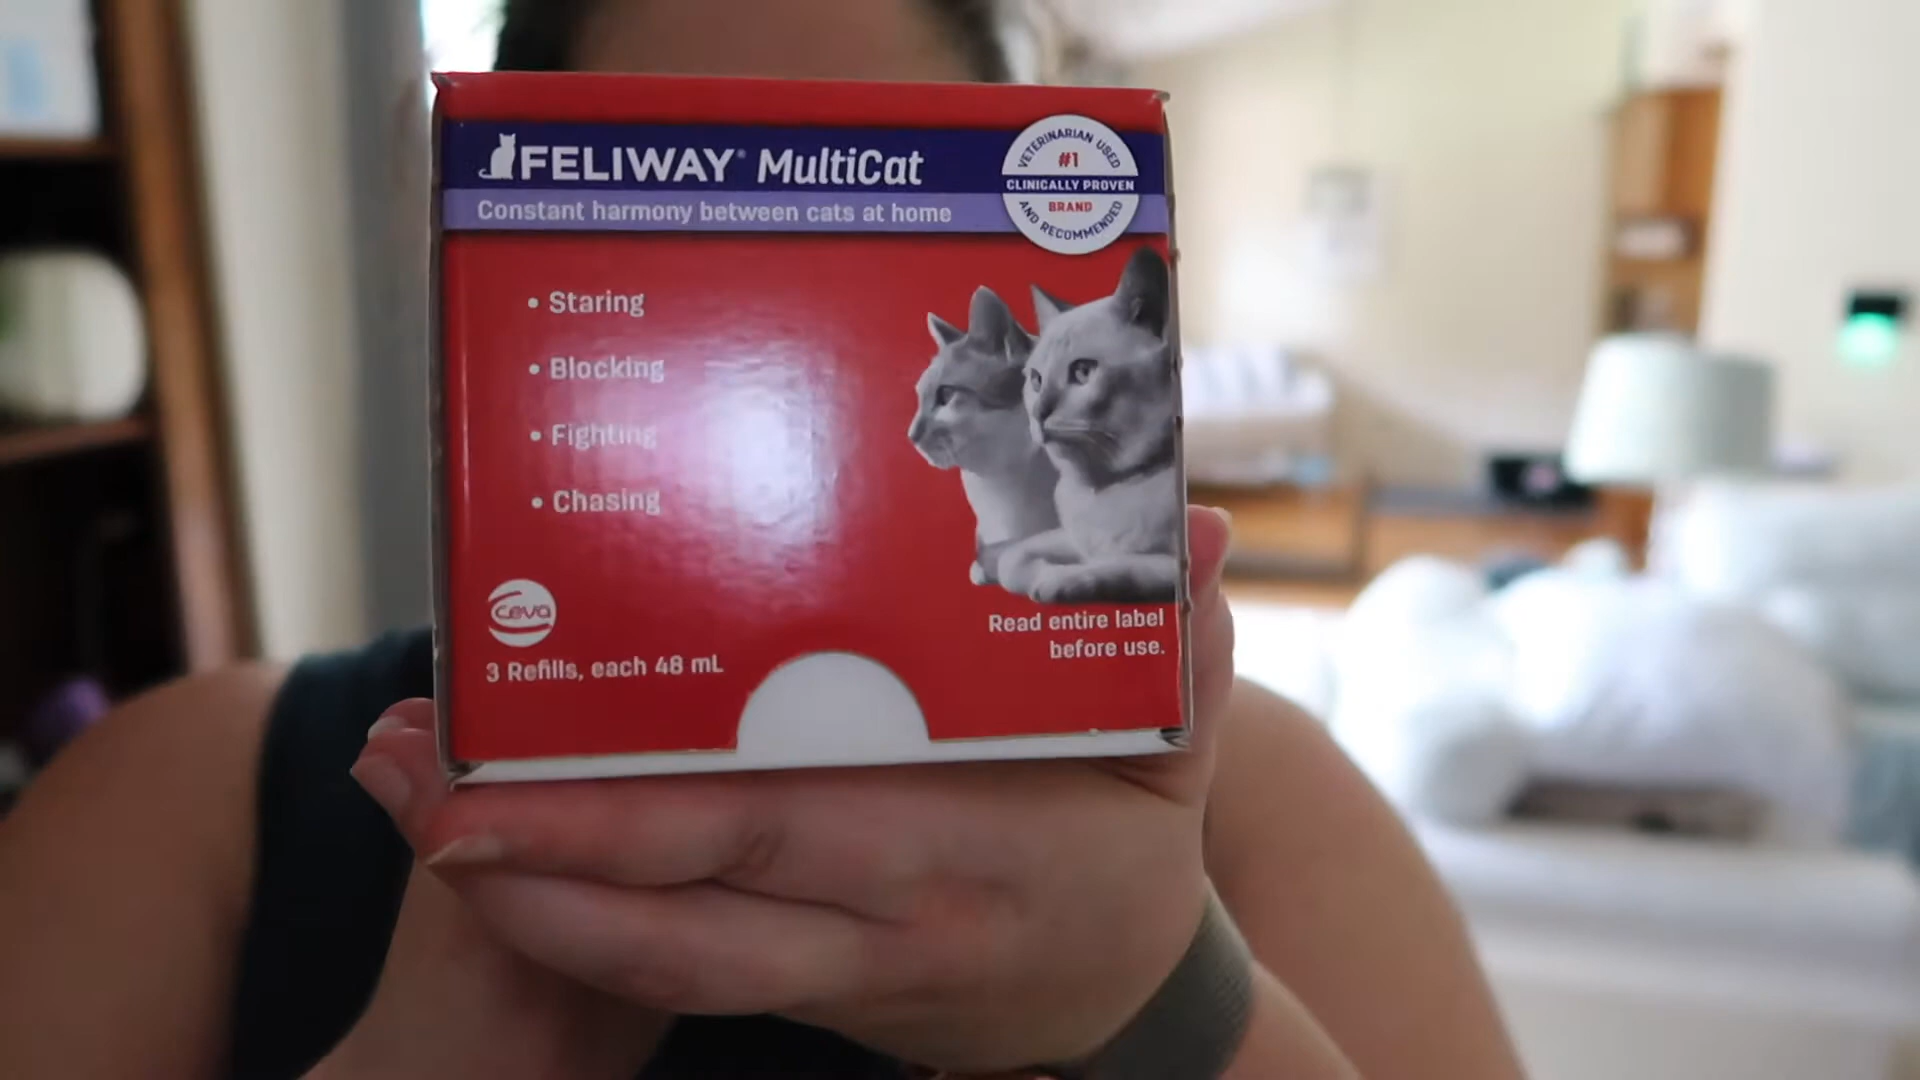 FELIWAY® MultiCat
Constant harmony between cats at home
VETERINARIAN USED
#1
CLINICALLY PROVEN
BRAND
AND RECOMMENDED
• Staring
• Blocking
• Fighting
• Chasing
ceva
3 Refills, each 48 mL
Read entire label
before use.